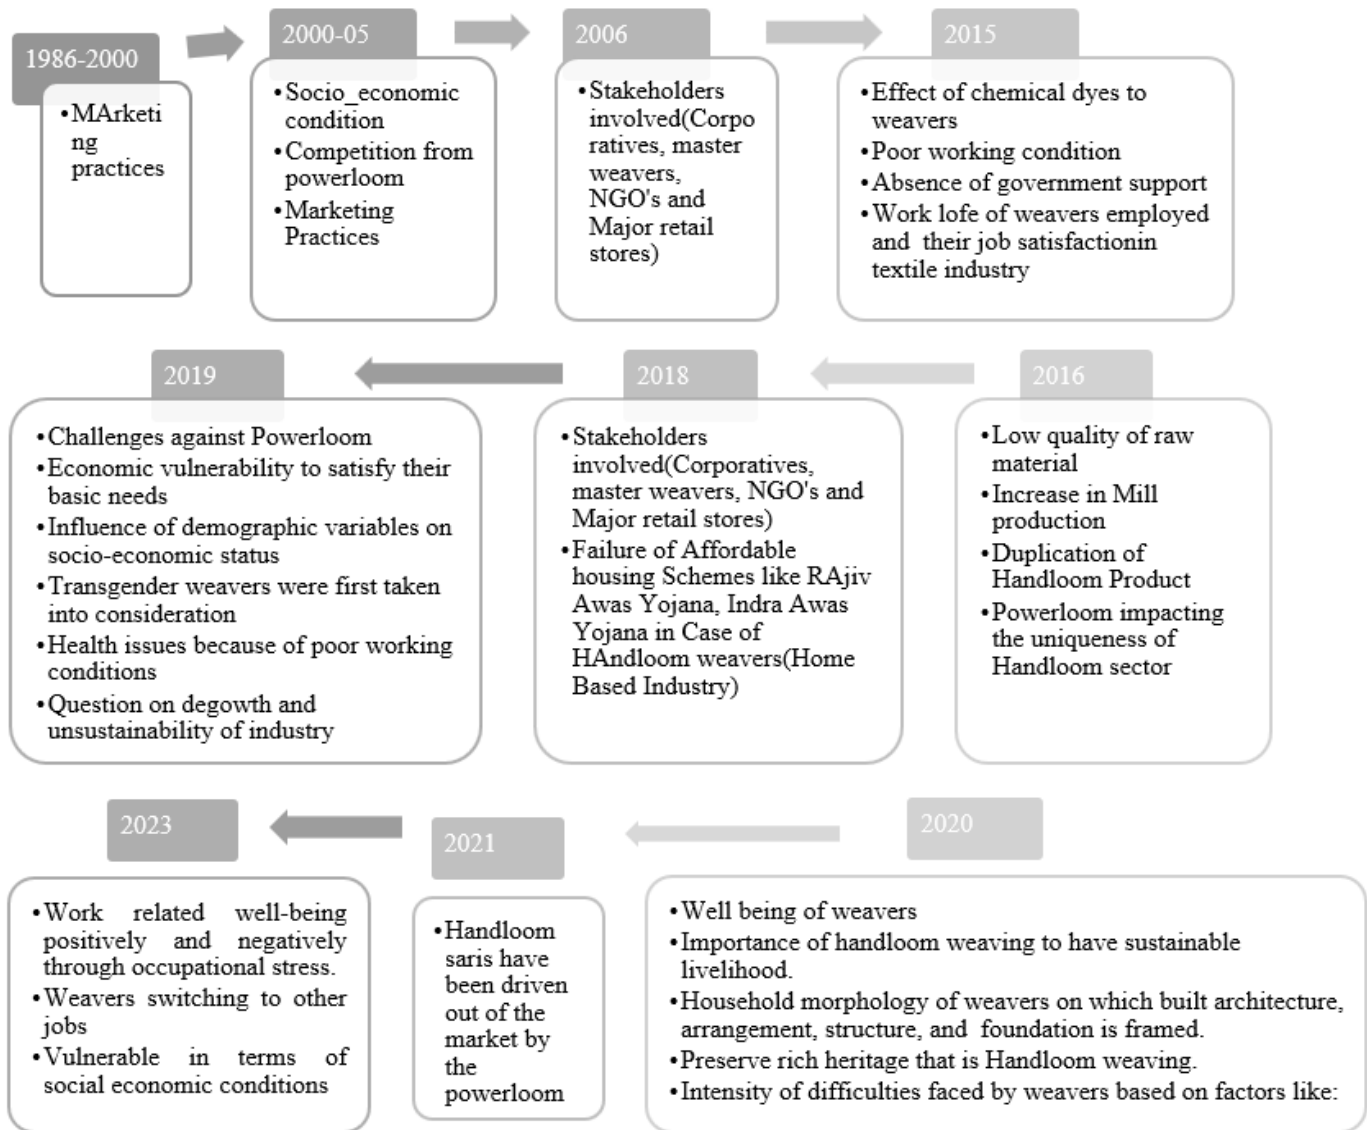 1986-2000
•MArketi
ng
practices
2000-05
•Socio_economic
condition
•Competition from
powerloom
•Marketing
Practices
2006
•Stakeholders
involved(Corpo
ratives, master
weavers,
NGO's and
Major retail
stores)
2015
•Effect of chemical dyes to
weavers
•Poor working condition
•Absence of government support
•Work lofe of weavers employed
and their job satisfactionin
textile industry
2016
•Low quality of raw
material
•Increase in Mill
production
•Duplication of
Handloom Product
•Powerloom impacting
the uniqueness of
Handloom sector
2018
•Stakeholders
involved(Corporatives,
master weavers, NGO's and
Major retail stores)
•Failure of Affordable
housing Schemes like RAjiv
Awas Yojana, Indra Awas
Yojana in Case of
HAndloom weavers(Home
Based Industry)
2019
•Challenges against Powerloom
•Economic vulnerability to satisfy their
basic needs
•Influence of demographic variables on
socio-economic status
•Transgender weavers were first taken
into consideration
•Health issues because of poor working
conditions
•Question on degowth and
unsustainability of industry
2020
•Well being of weavers
•Importance of handloom weaving to have sustainable
livelihood.
•Household morphology of weavers on which built architecture,
arrangement, structure, and foundation is framed.
•Preserve rich heritage that is Handloom weaving.
•Intensity of difficulties faced by weavers based on factors like:
2021
•Handloom
saris have
been driven
out of the
market by
the
powerloom
2023
•Work related well-being
positively and negatively
through occupational stress.
•Weavers switching to other
jobs
•Vulnerable in terms of
social economic conditions